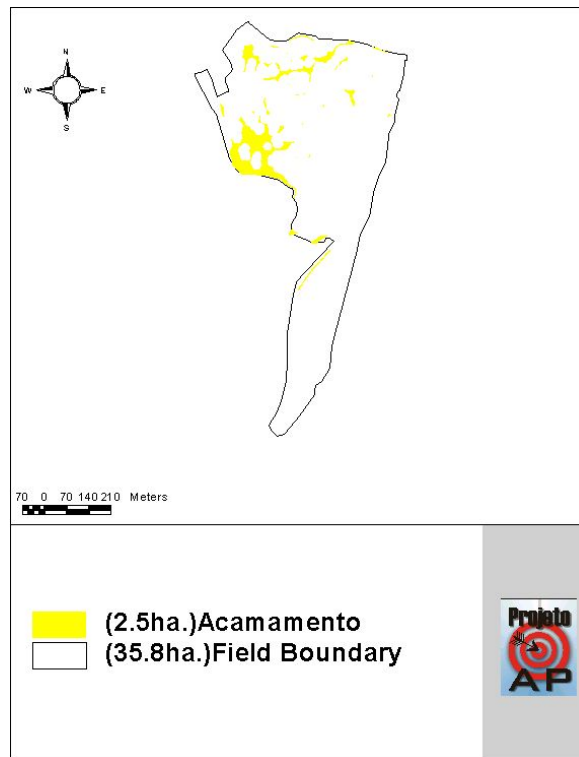 N
W E
S
70 0 70 140 210 Meters
(2.5ha.)Acamamento
(35.8ha.)Field Boundary
Projeto
AP